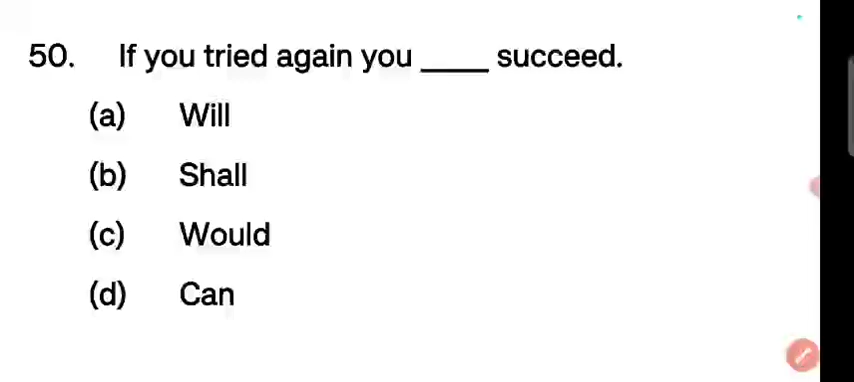 50. If you tried again you ____ succeed.
(a) Will
(b) Shall
(c) Would
(d) Can